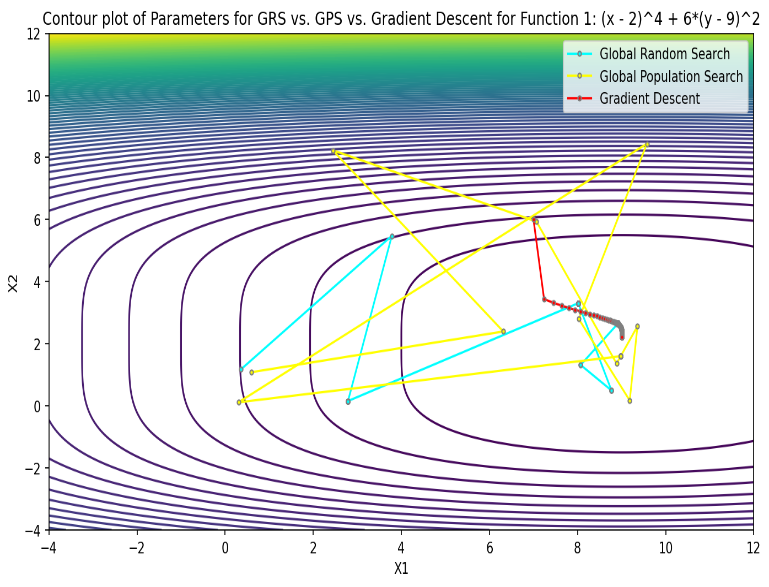 Contour plot of Parameters for GRS vs. GPS vs. Gradient Descent for Function 1: (x - 2)^4 + 6*(y - 9)^2
Global Random Search
Global Population Search
Gradient Descent
12
10
8
6
4
2
0
−2
−4
X2
−4 −2 0 2 4 6 8 10 12
X1